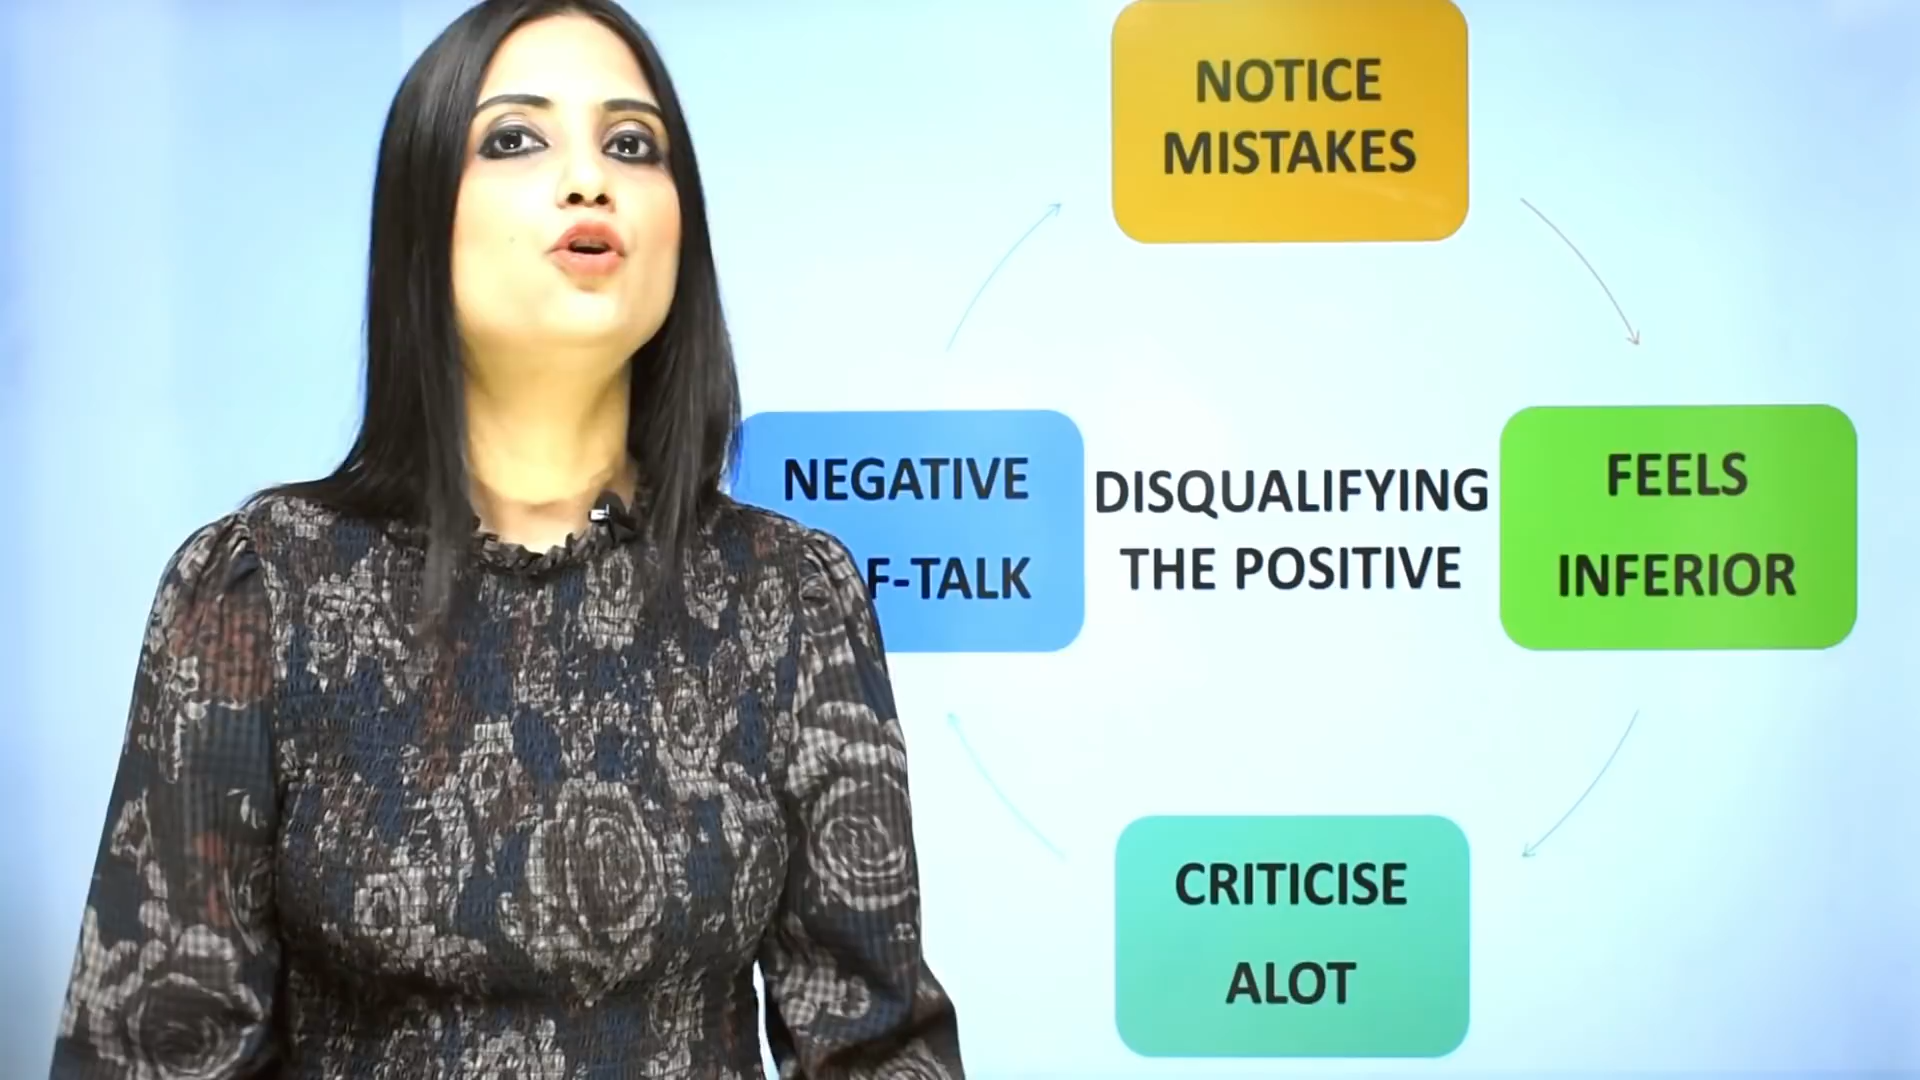 NOTICE
MISTAKES
NEGATIVE
F-TALK
DISQUALIFYING
THE POSITIVE
FEELS
INFERIOR
CRITICISE
ALOT